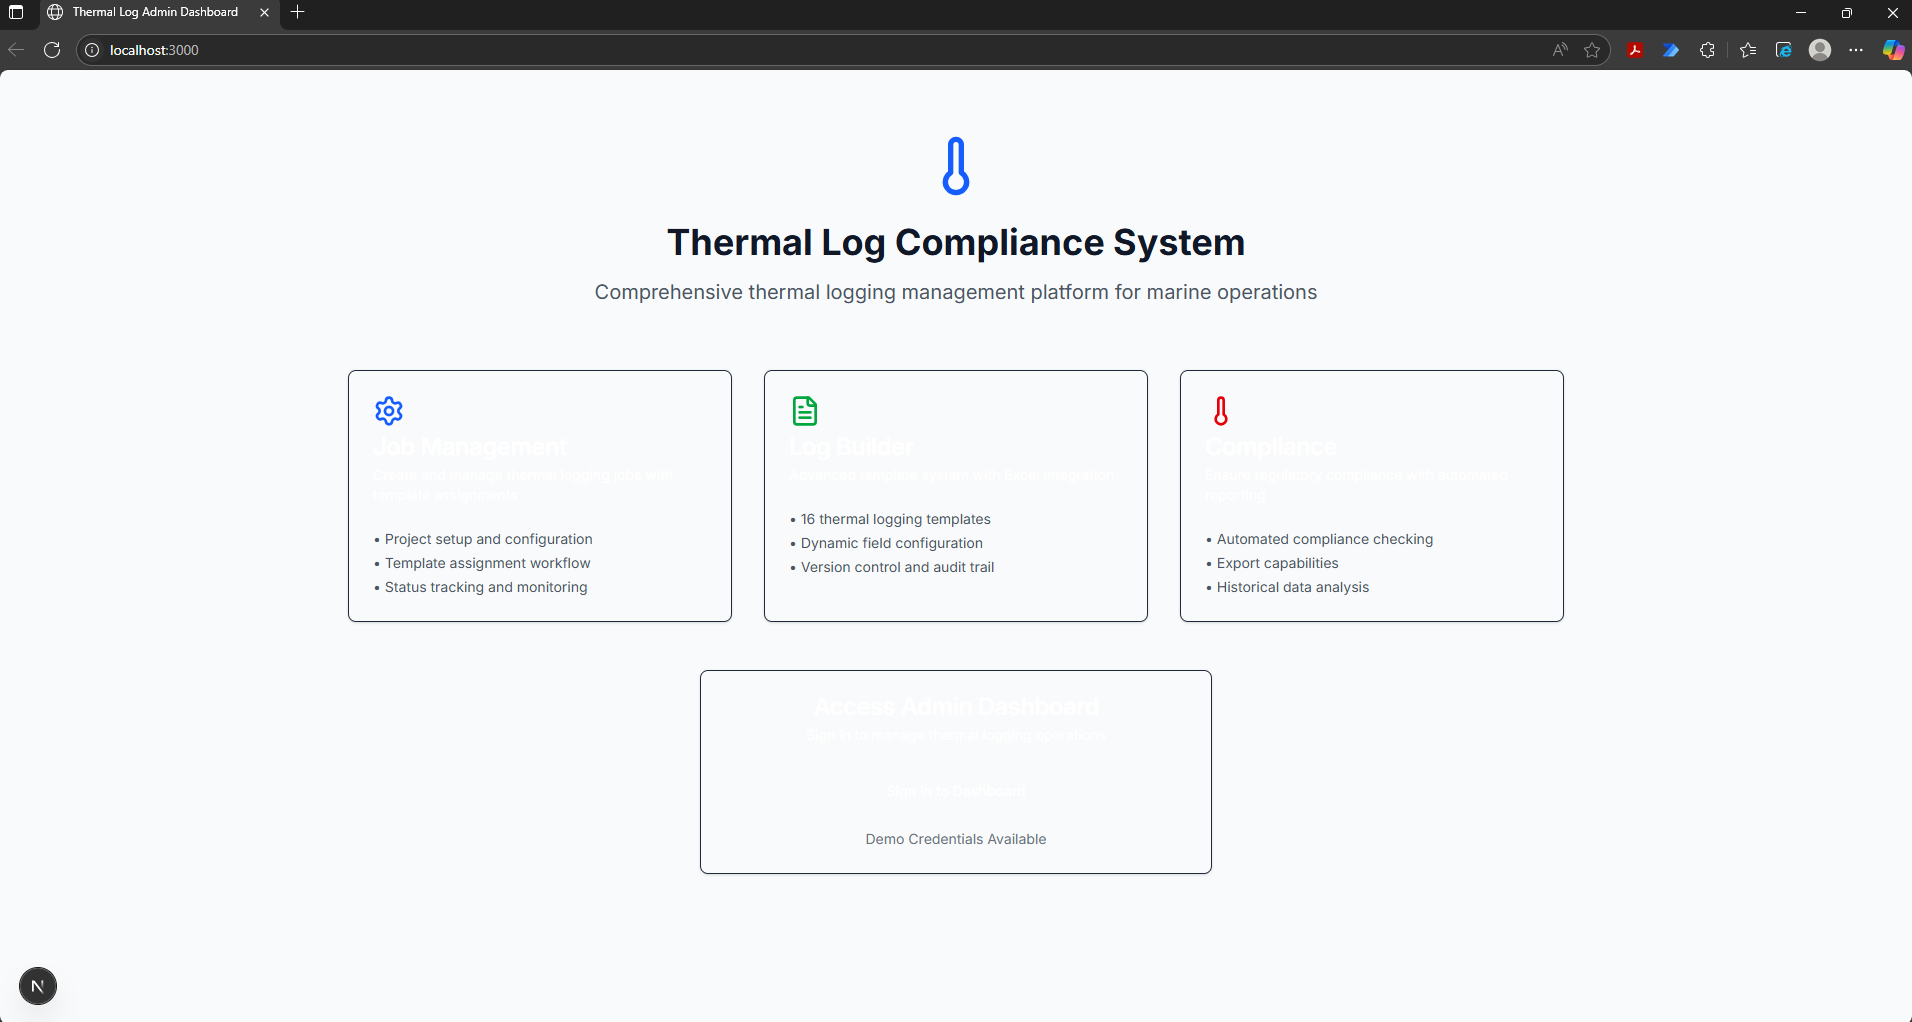 Thermal Log Admin Dashboard
localhost:3000
Thermal Log Compliance System
Comprehensive thermal logging management platform for marine operations
Job Management
Create and manage thermal logging jobs with
template assignments
• Project setup and configuration
• Template assignment workflow
• Status tracking and monitoring
Log Builder
Advanced template system with Excel integration
• 16 thermal logging templates
• Dynamic field configuration
• Version control and audit trail
Compliance
Ensure regulatory compliance with automated
reporting
• Automated compliance checking
• Export capabilities
• Historical data analysis
Access Admin Dashboard
Sign in to manage thermal logging operations
Sign In to Dashboard
Demo Credentials Available
N